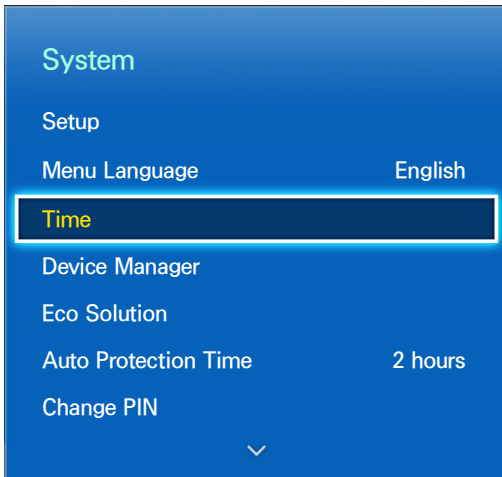 System
Setup
Menu Language English
Time
Device Manager
Eco Solution
Auto Protection Time 2 hours
Change PIN